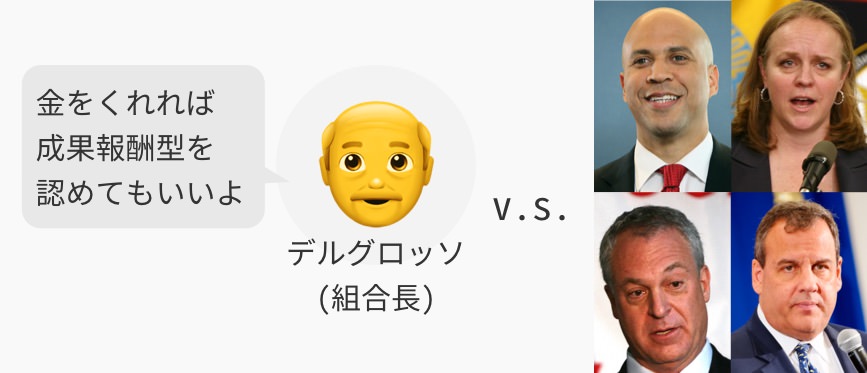 金をくれれば
成果報酬型を
認めてもいいよ
v.s.
デルグロッソ
(組合長)